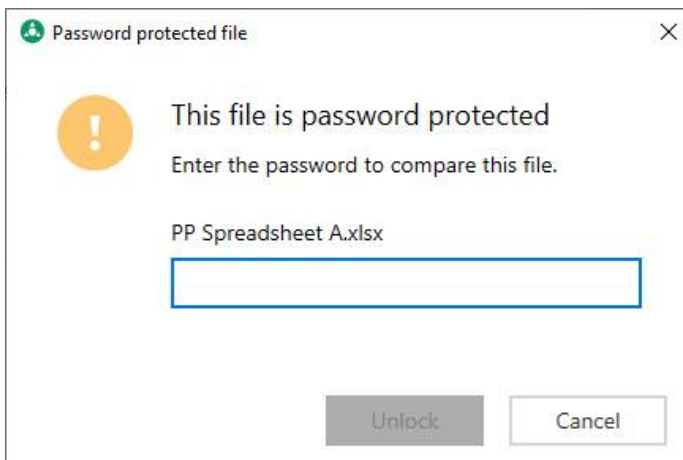 Password protected file
This file is password protected
Enter the password to compare this file.
PP Spreadsheet A.xlsx
Unlock
Cancel